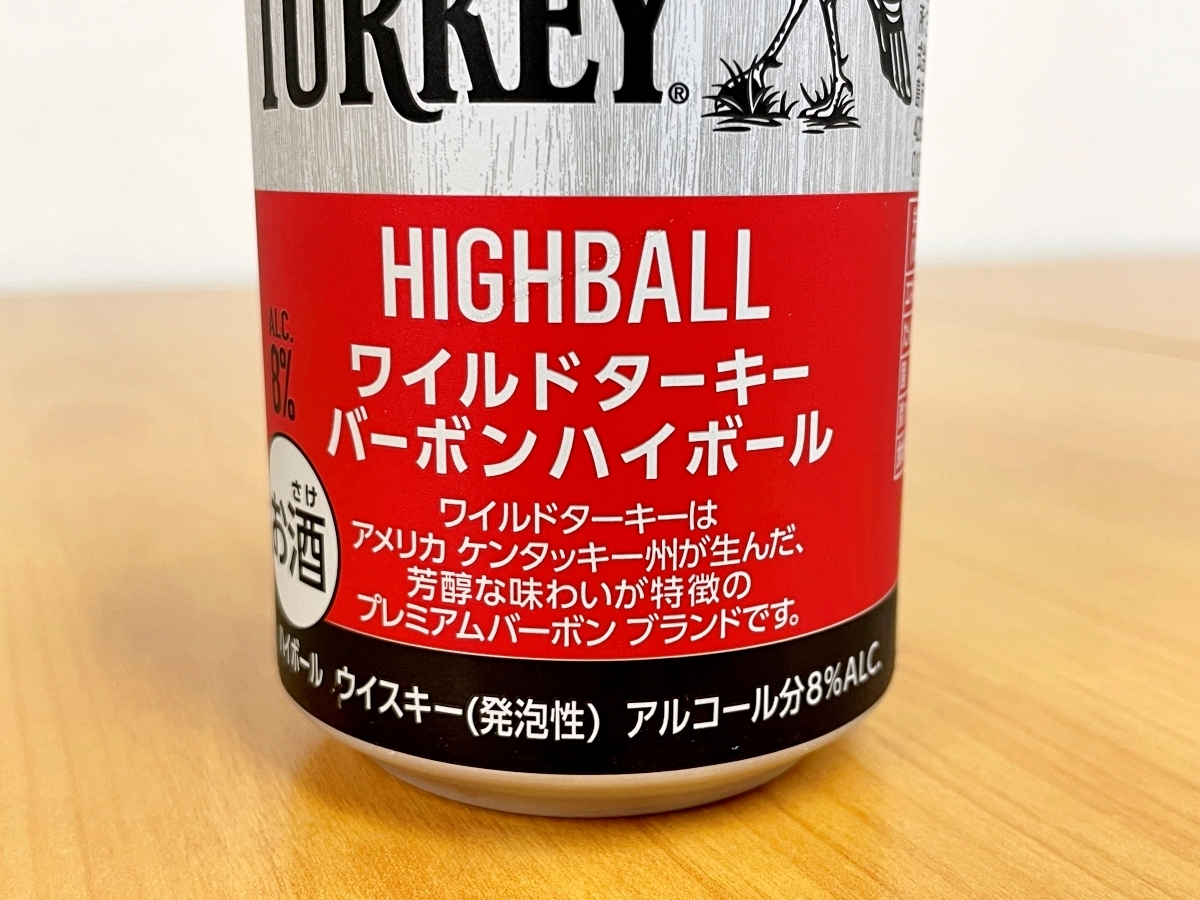 TURKEY®
HIGHBALL
ワイルドターキー
バーボンハイボール
ワイルドターキーは
アメリカ ケンタッキー州が生んだ、
芳醇な味わいが特徴の
プレミアムバーボン ブランドです。
ALC.
8%
さけ
お酒
ハイボール ウイスキー(発泡性) アルコール分8%ALC.